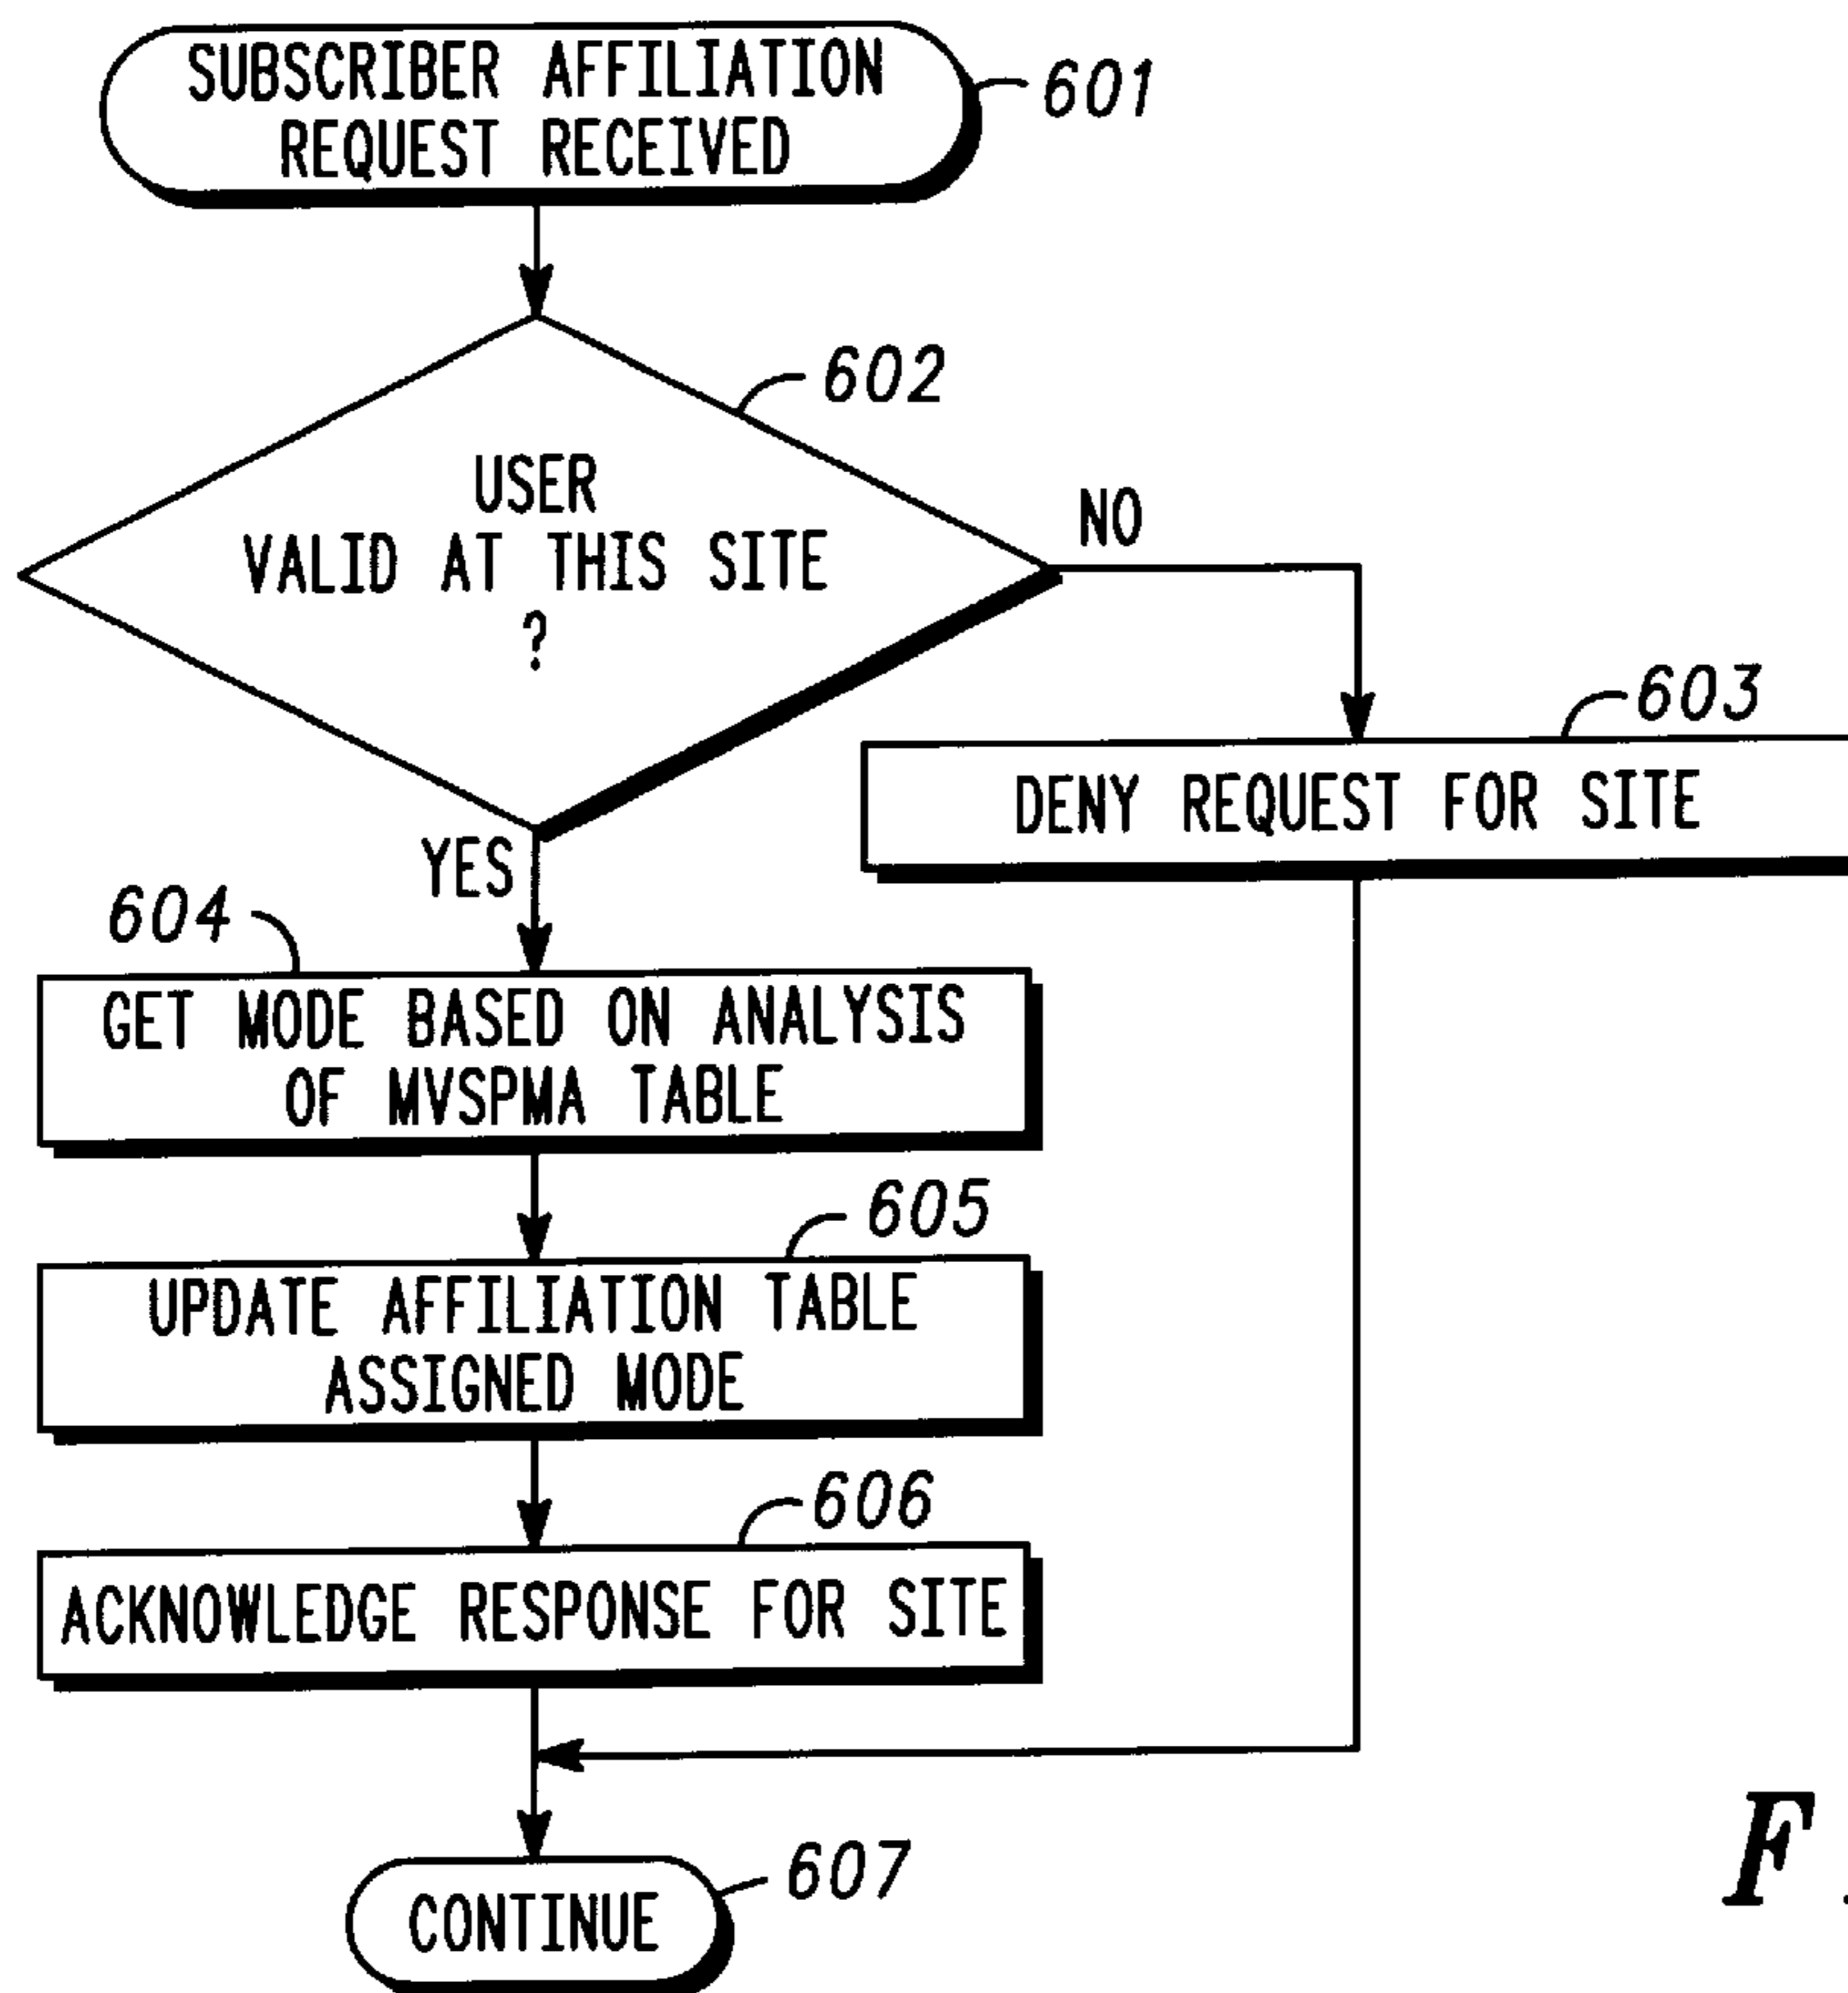 SUBSCRIBER AFFILIATION
REQUEST RECEIVED
601
602
USER
VALID AT THIS SITE
?
NO
603
DENY REQUEST FOR SITE
YES
604
GET MODE BASED ON ANALYSIS
OF MVSPMA TABLE
605
UPDATE AFFILIATION TABLE
ASSIGNED MODE
606
ACKNOWLEDGE RESPONSE FOR SITE
607
CONTINUE
F